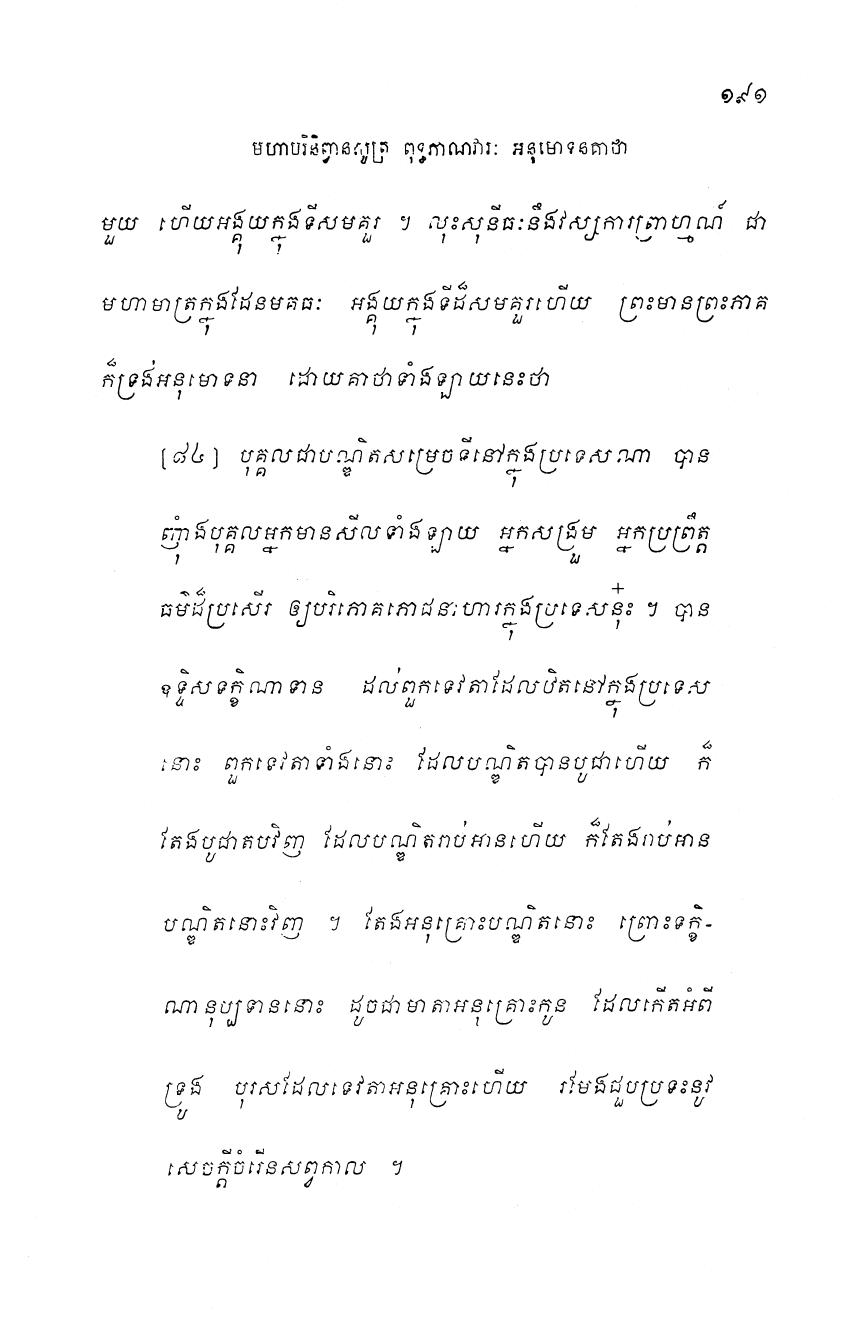 ១៩១
មហាបរិនិព្វានសូត្រ ពុទ្ធភាណវារៈ អនុមោទនគាថា
មួយ ហើយអង្គុយក្នុងទីសមគួរ ។ លុះសុនីធៈនឹងវស្សការព្រាហ្មណ៍ ជា
មហាមាត្រក្នុងដែនមគធៈ អង្គុយក្នុងទីដ៏សមគួរហើយ ព្រះមានព្រះភាគ
ក៏ទ្រង់អនុមោទនា ដោយគាថាទាំងឡាយនេះថា
[៨៤] បុគ្គលជាបណ្ឌិតសម្រេចទីនៅក្នុងប្រទេសណា បាន
ញុំាងបុគ្គលអ្នកមានសីលទាំងឡាយ អ្នកសង្រួម អ្នកប្រព្រឹត្ត
ធម៌ដ៏ប្រសើរ ឲ្យបរិភោគភោជនៈហារក្នុងប្រទេសនុ៎ះ ។ បាន
ឧទ្ទិសទក្ខិណាទាន ដល់ពួកទេវតាដែលឋិតនៅក្នុងប្រទេស
នោះ ពួកទេវតាទាំងនោះ ដែលបណ្ឌិតបានបូជាហើយ ក៏
តែងបូជាតបវិញ ដែលបណ្ឌិតរាប់អានហើយ ក៏តែងរាប់អាន
បណ្ឌិតនោះវិញ ។ តែងអនុគ្រោះបណ្ឌិតនោះ ព្រោះទក្ខិ-
ណានុប្បទាននោះ ដូចជាមាតាអនុគ្រោះកូន ដែលកើតអំពី
ទ្រូង បុរសដែលទេវតាអនុគ្រោះហើយ រមែងជួបប្រទះនូវ
សេចក្តីចំរើនសព្វកាល ។